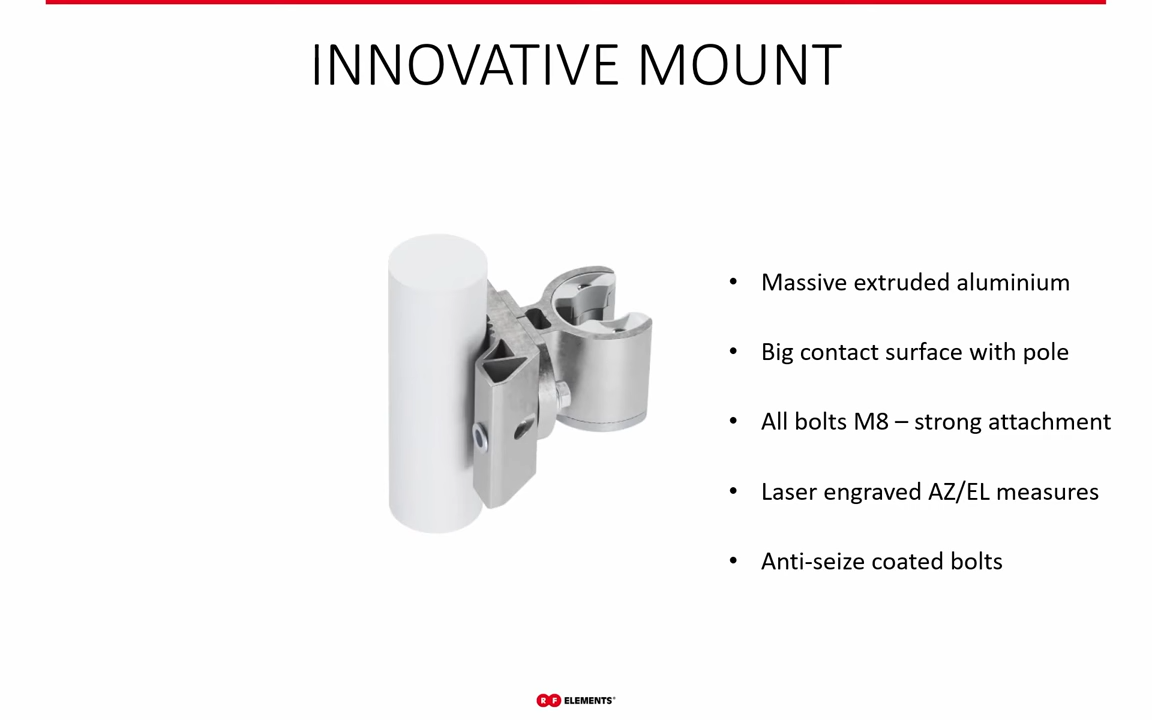 INNOVATIVE MOUNT
• Massive extruded aluminium
• Big contact surface with pole
• All bolts M8 – strong attachment
• Laser engraved AZ/EL measures
• Anti-seize coated bolts
RF ELEMENTS